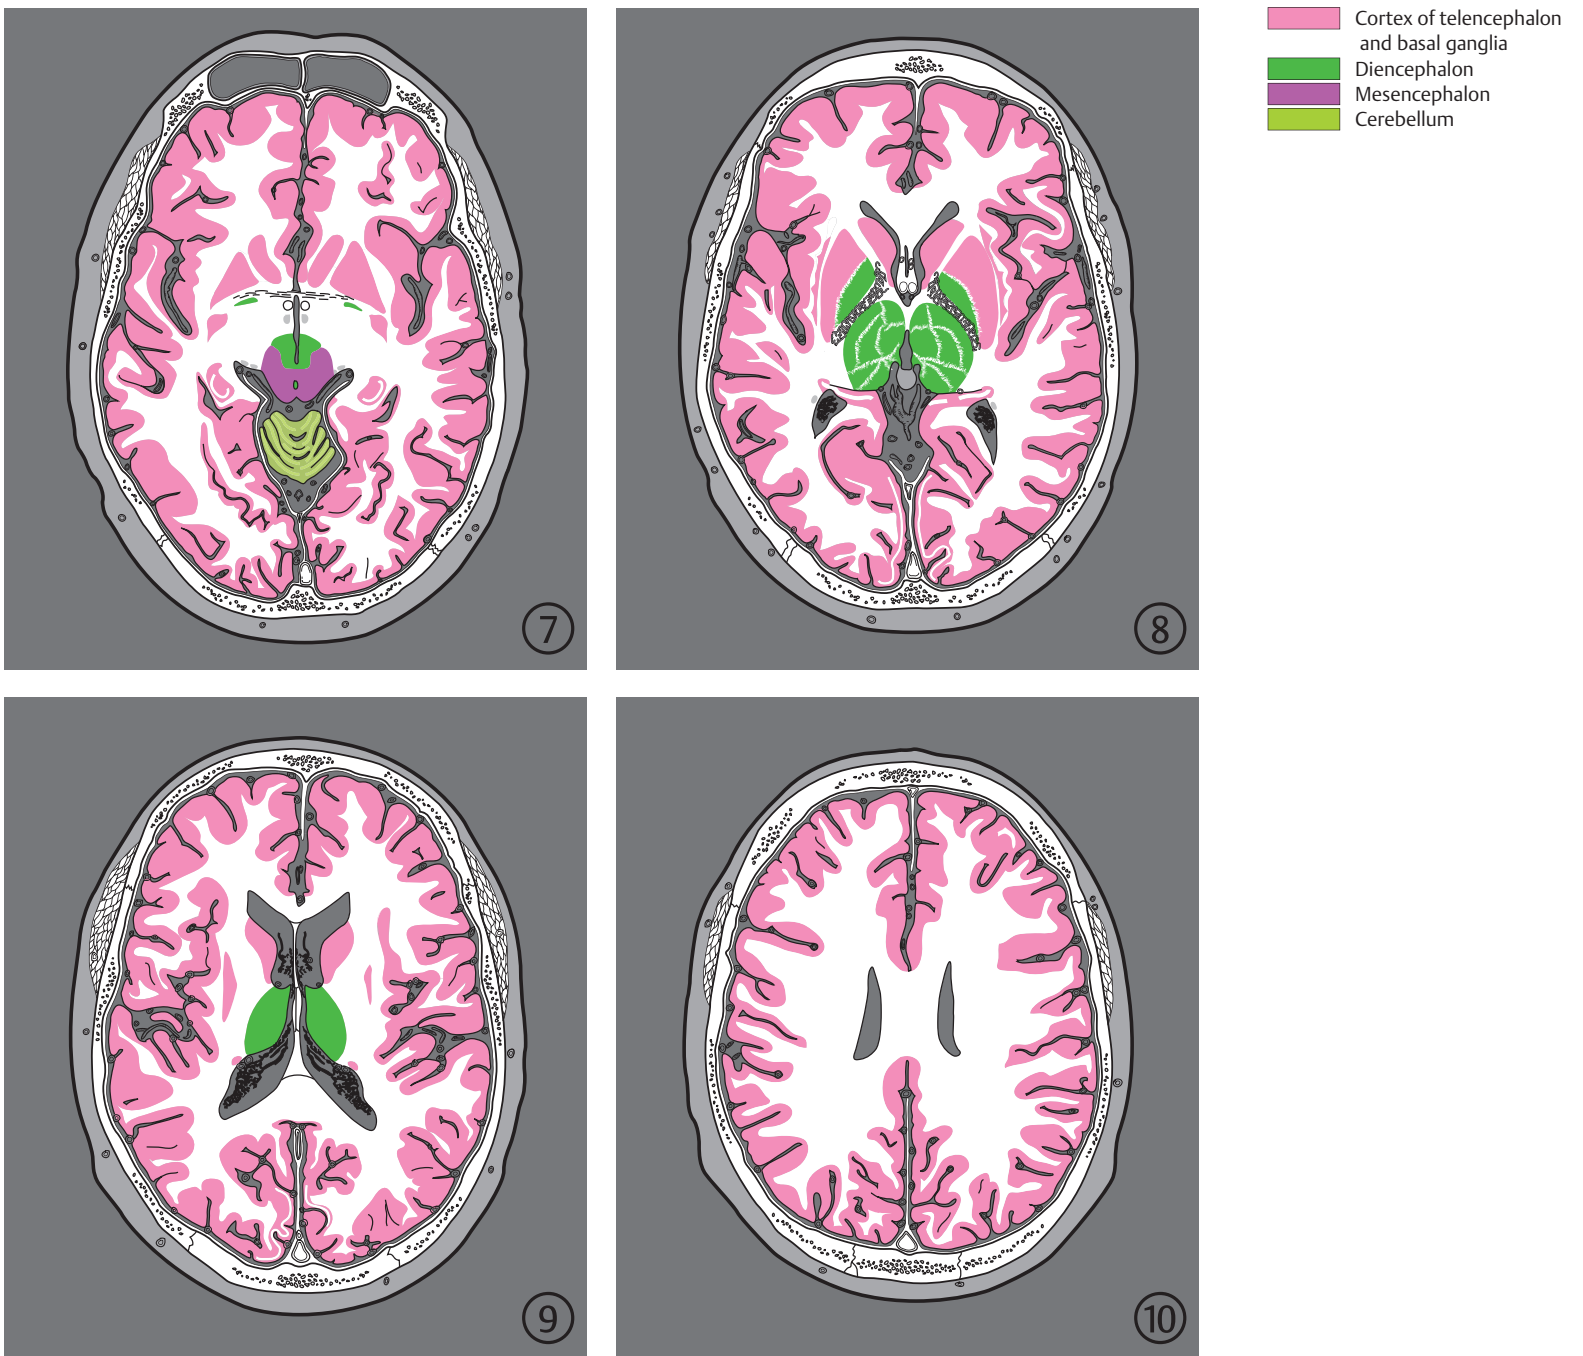 Cortex of telencephalon
and basal ganglia
Diencephalon
Mesencephalon
Cerebellum
7
8
9
10